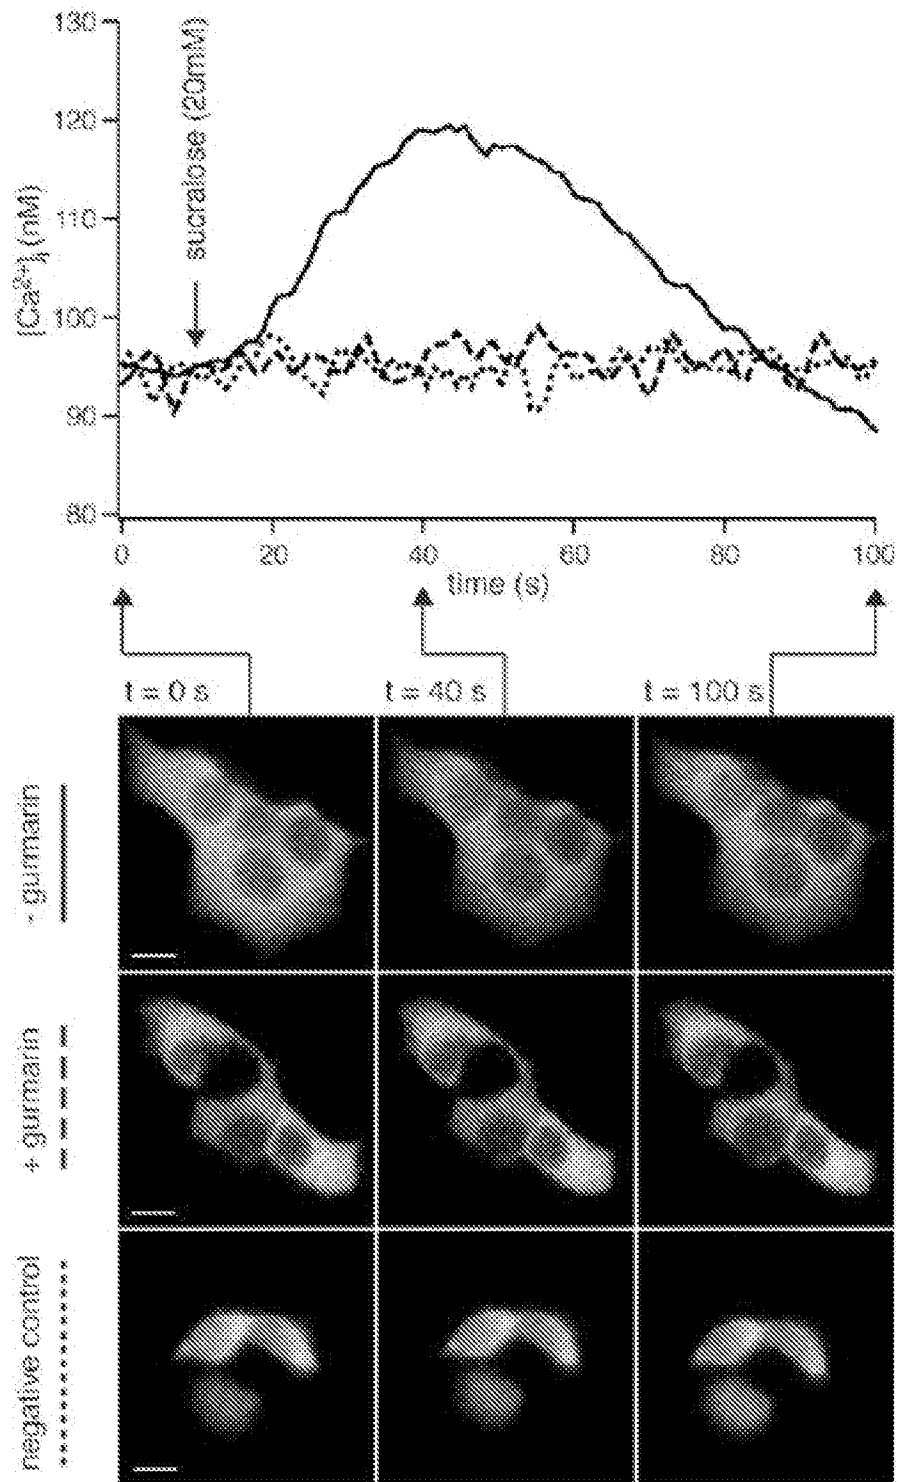 130
120
110
100
90
80
[Ca²⁺]ᵢ (nM)
sucralose (20mM)
0 20 40 60 80 100
time (s)
t = 0 s t = 40 s t = 100 s
- gurmarin
+ gurmarin
negative control